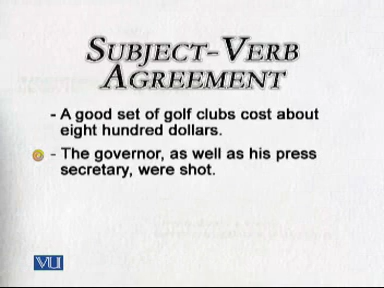 SUBJECT-VERB
AGREEMENT
- A good set of golf clubs cost about
eight hundred dollars.
- The governor, as well as his press
secretary, were shot.
VU